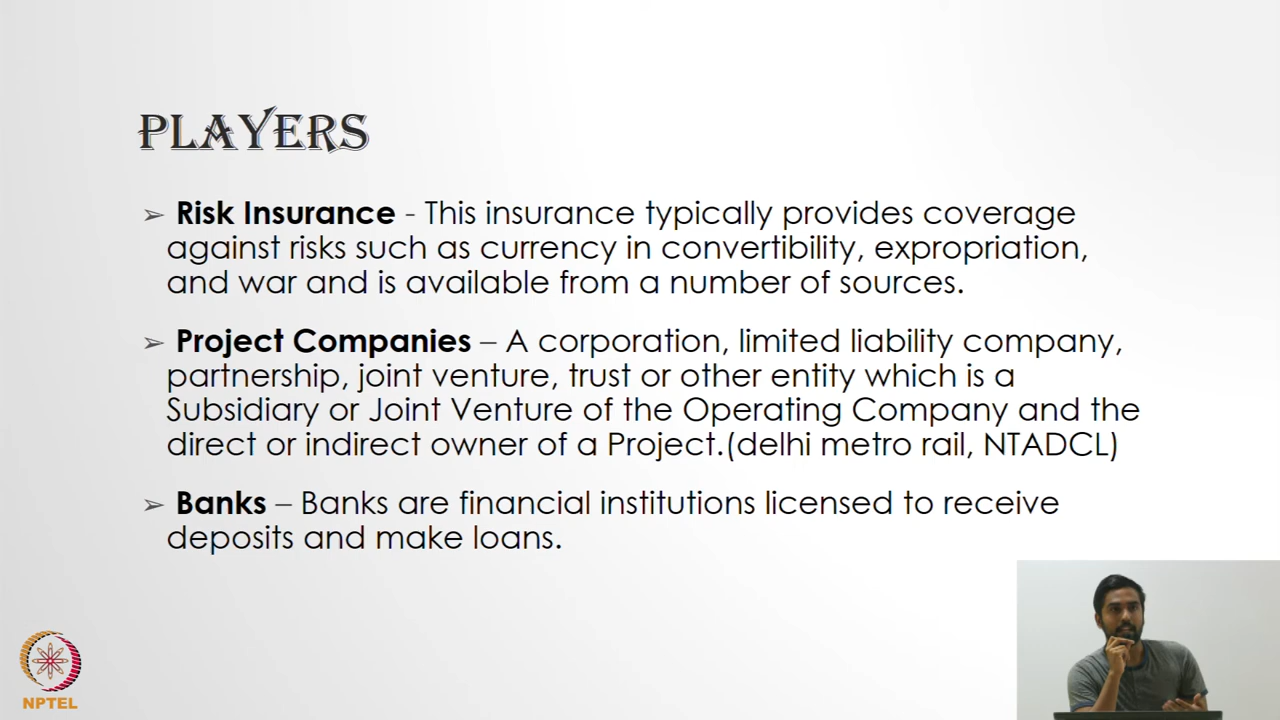 PLAYERS
➢ Risk Insurance - This insurance typically provides coverage
against risks such as currency in convertibility, expropriation,
and war and is available from a number of sources.
➢ Project Companies – A corporation, limited liability company,
partnership, joint venture, trust or other entity which is a
Subsidiary or Joint Venture of the Operating Company and the
direct or indirect owner of a Project.(delhi metro rail, NTADCL)
➢ Banks – Banks are financial institutions licensed to receive
deposits and make loans.
NPTEL